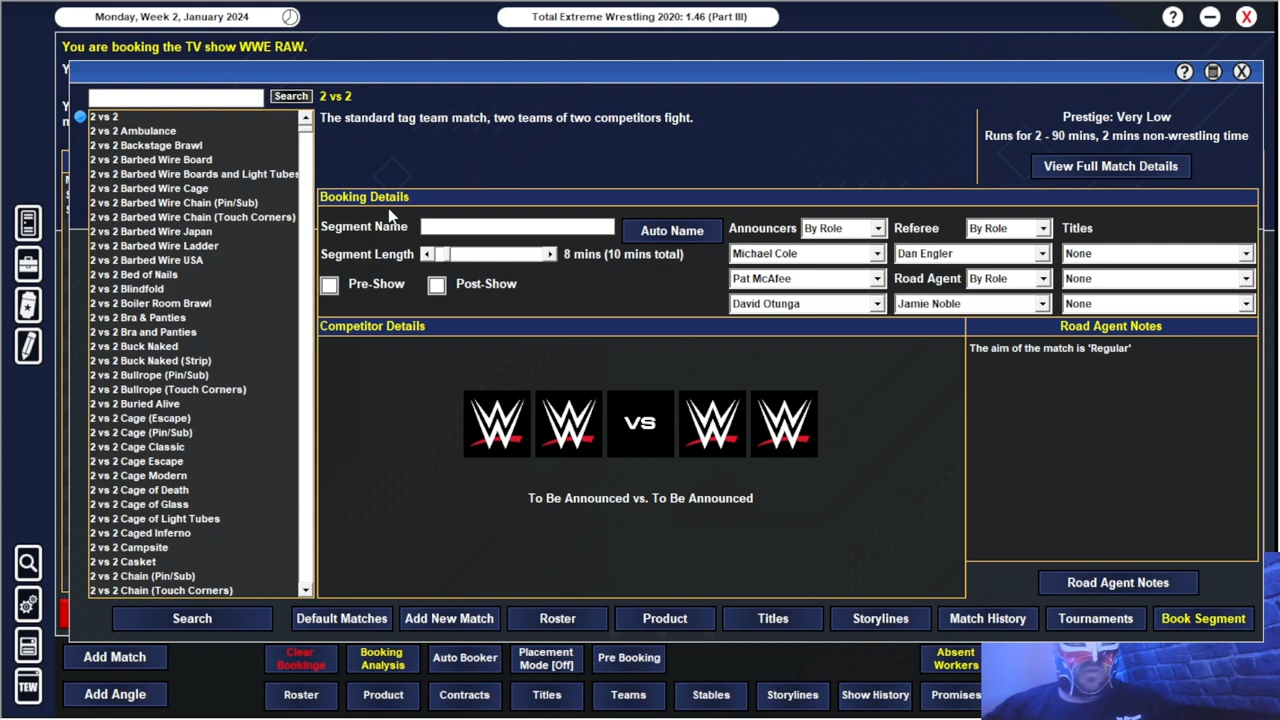 Monday, Week 2, January 2024
Total Extreme Wrestling 2020: 1.46 (Part III)
? X
You are booking the TV show WWE RAW.
? X
Search
2 vs 2
2 vs 2
2 vs 2 Ambulance
2 vs 2 Backstage Brawl
2 vs 2 Barbed Wire Board
2 vs 2 Barbed Wire Boards and Light Tubes
2 vs 2 Barbed Wire Cage
2 vs 2 Barbed Wire Chain (Pin/Sub)
2 vs 2 Barbed Wire Chain (Touch Corners)
2 vs 2 Barbed Wire Japan
2 vs 2 Barbed Wire Ladder
2 vs 2 Barbed Wire USA
2 vs 2 Bed of Nails
2 vs 2 Blindfold
2 vs 2 Boiler Room Brawl
2 vs 2 Bra & Panties
2 vs 2 Bra and Panties
2 vs 2 Buck Naked
2 vs 2 Buck Naked (Strip)
2 vs 2 Bullrope (Pin/Sub)
2 vs 2 Bullrope (Touch Corners)
2 vs 2 Buried Alive
2 vs 2 Cage (Escape)
2 vs 2 Cage (Pin/Sub)
2 vs 2 Cage Classic
2 vs 2 Cage Escape
2 vs 2 Cage Modern
2 vs 2 Cage of Death
2 vs 2 Cage of Glass
2 vs 2 Cage of Light Tubes
2 vs 2 Caged Inferno
2 vs 2 Campsite
2 vs 2 Casket
2 vs 2 Chain (Pin/Sub)
2 vs 2 Chain (Touch Corners)
The standard tag team match, two teams of two competitors fight.
Prestige: Very Low
Runs for 2 - 90 mins, 2 mins non-wrestling time
View Full Match Details
Booking Details
Segment Name
Auto Name
Segment Length
8 mins (10 mins total)
Pre-Show
Post-Show
Announcers By Role
Michael Cole
Pat McAfee
David Otunga
Referee By Role
Dan Engler
Road Agent By Role
Jamie Noble
Titles
None
None
None
Competitor Details
VS
To Be Announced vs. To Be Announced
Road Agent Notes
The aim of the match is 'Regular'
Road Agent Notes
Search
Default Matches
Add New Match
Roster
Product
Titles
Storylines
Match History
Tournaments
Book Segment
Add Match
Clear Bookings
Booking Analysis
Auto Booker
Placement Mode [Off]
Pre Booking
Absent Workers
Add Angle
Roster
Product
Contracts
Titles
Teams
Stables
Storylines
Show History
Promises
TEW